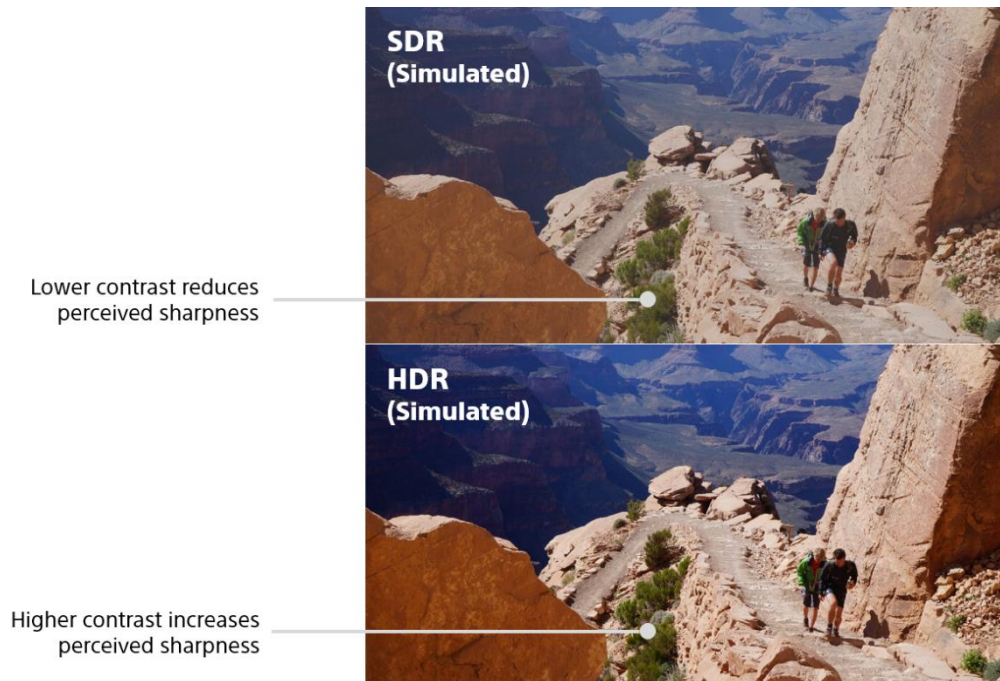 SDR
(Simulated)
Lower contrast reduces
perceived sharpness
HDR
(Simulated)
Higher contrast increases
perceived sharpness